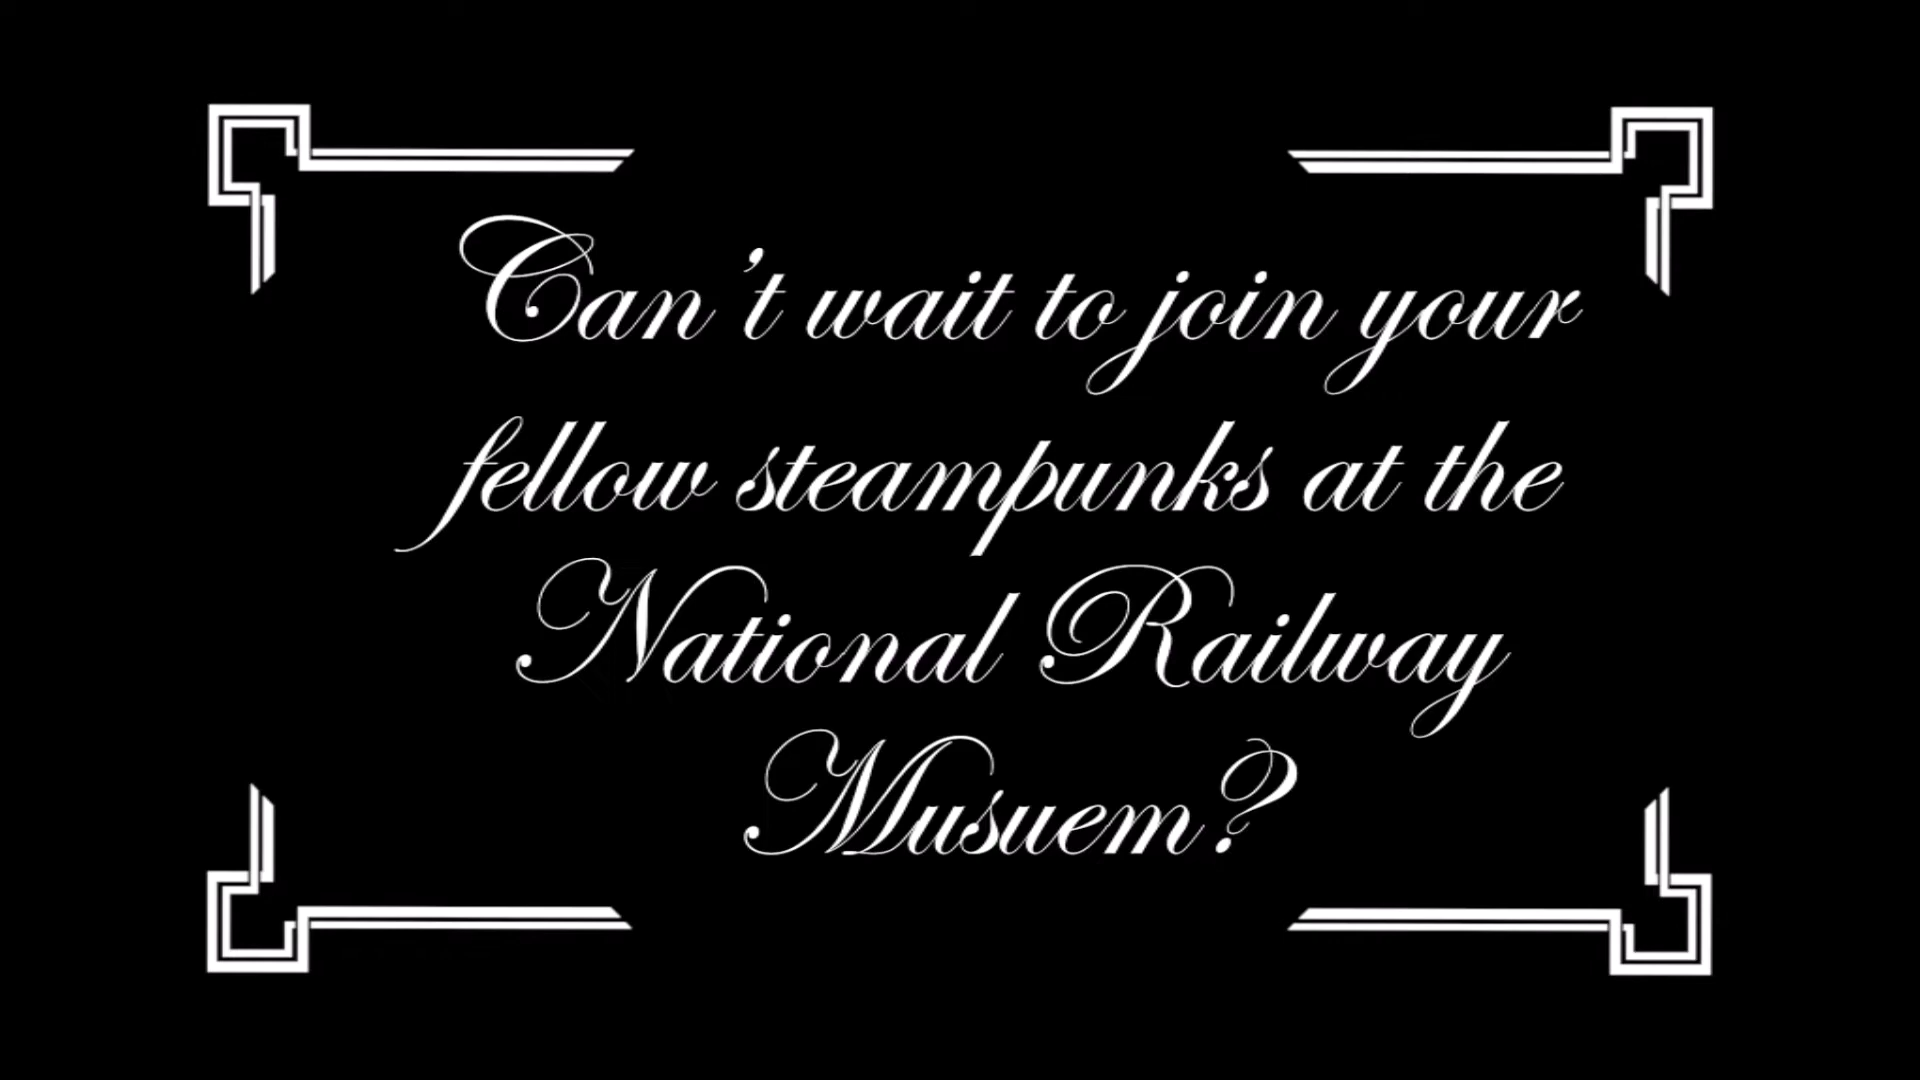 Can't wait to join your
fellow steampunks at the
National Railway
Musuem?